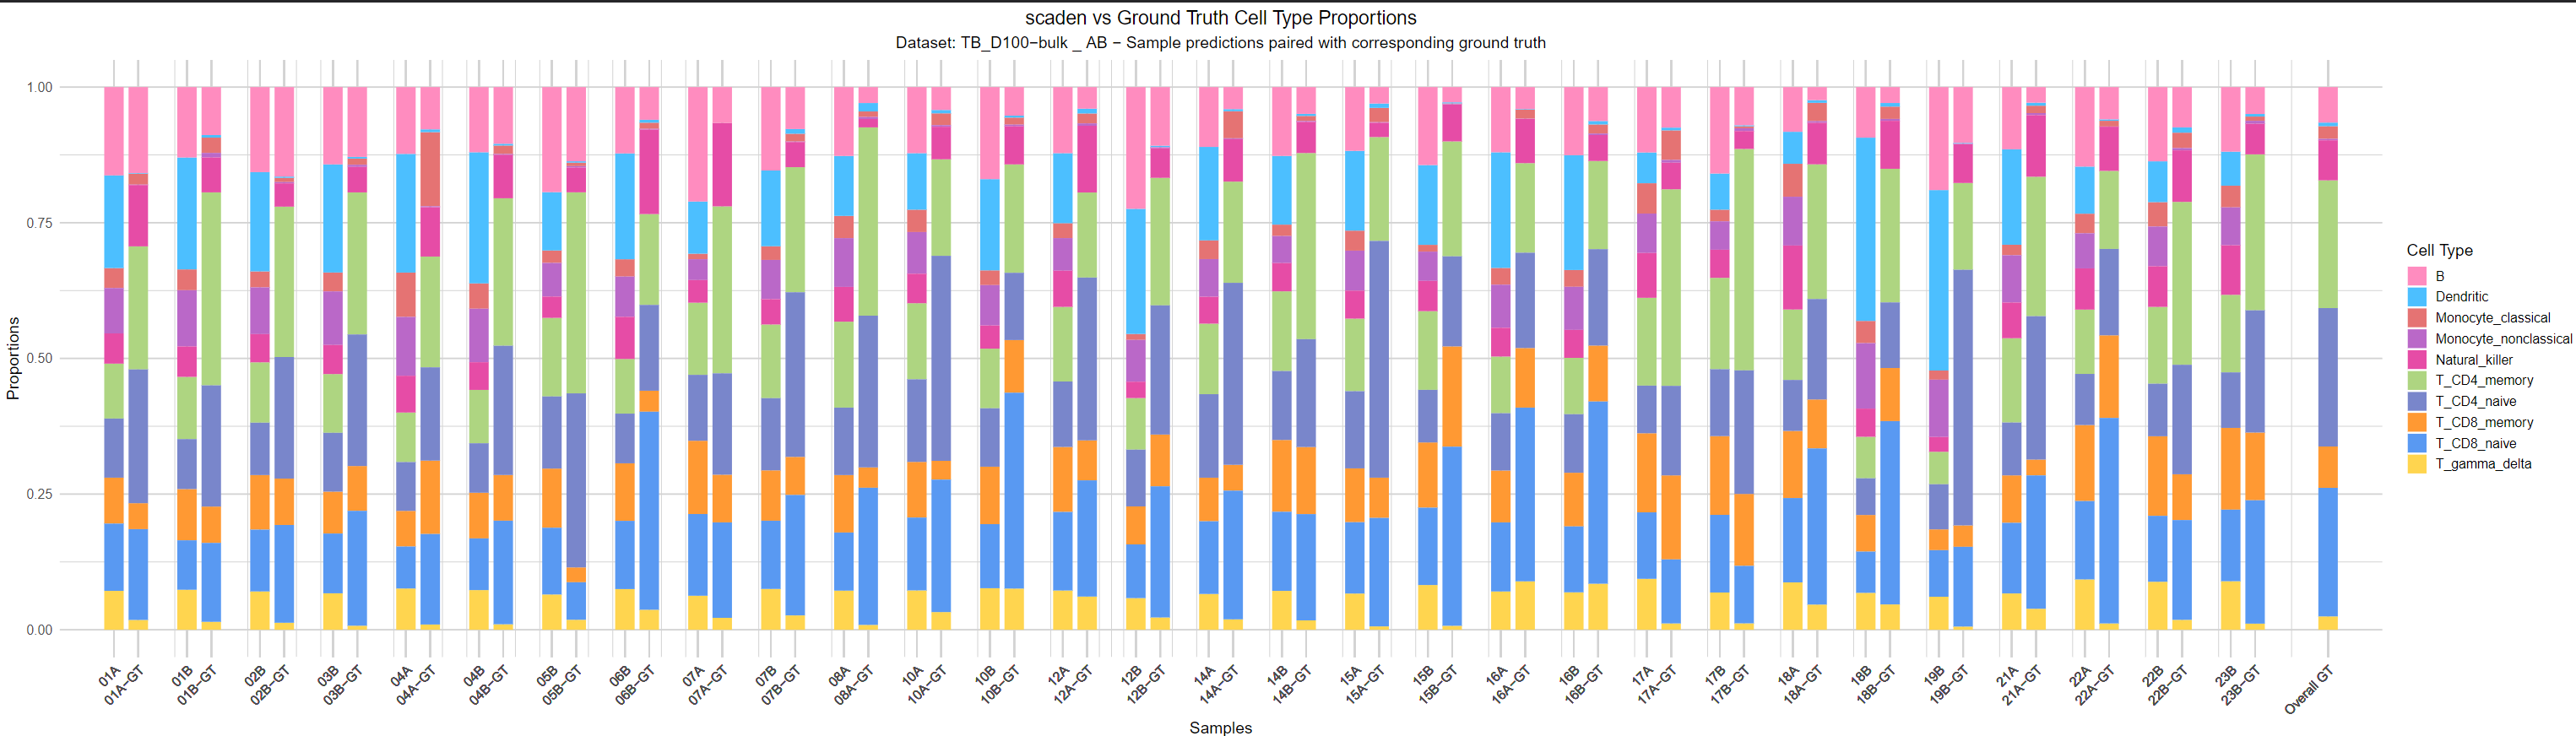 scaden vs Ground Truth Cell Type Proportions
Dataset: TB_D100−bulk _ AB − Sample predictions paired with corresponding ground truth
Proportions
1.00
0.75
0.50
0.25
0.00
01A
01A−GT
01B
01B−GT
02B
02B−GT
03B
03B−GT
04A
04A−GT
04B
04B−GT
05B
05B−GT
06B
06B−GT
07A
07A−GT
07B
07B−GT
08A
08A−GT
10A
10A−GT
10B
10B−GT
12A
12A−GT
12B
12B−GT
14A
14A−GT
14B
14B−GT
15A
15A−GT
15B
15B−GT
16A
16A−GT
16B
16B−GT
17A
17A−GT
17B
17B−GT
18A
18A−GT
18B
18B−GT
19B
19B−GT
21A
21A−GT
22A
22A−GT
22B
22B−GT
23B
23B−GT
Overall GT
Samples
Cell Type
B
Dendritic
Monocyte_classical
Monocyte_nonclassical
Natural_killer
T_CD4_memory
T_CD4_naive
T_CD8_memory
T_CD8_naive
T_gamma_delta